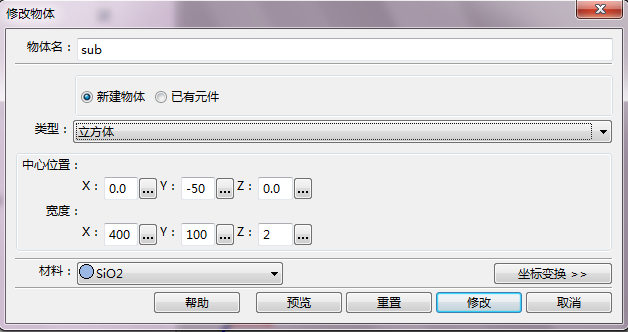 修改物体
物体名： sub
新建物体 已有元件
类型： 立方体
中心位置：
X： 0.0 ... Y： -50 ... Z： 0.0 ...
宽度：
X： 400 ... Y： 100 ... Z： 2 ...
材料： SiO2 坐标变换 >>
帮助 预览 重置 修改 取消